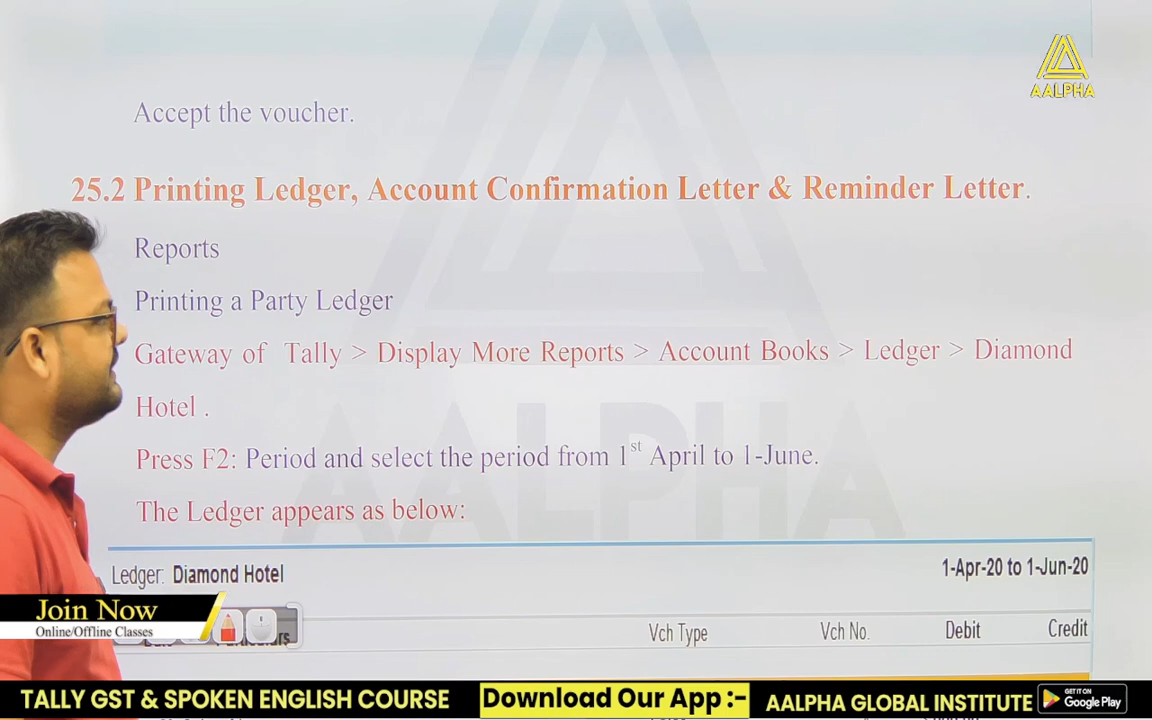 AALPHA
Accept the voucher.
25.2 Printing Ledger, Account Confirmation Letter & Reminder Letter.
Reports
Printing a Party Ledger
Gateway of Tally > Display More Reports > Account Books > Ledger > Diamond
Hotel .
Press F2: Period and select the period from 1st April to 1-June.
The Ledger appears as below:
Ledger: Diamond Hotel 1-Apr-20 to 1-Jun-20
Vch Type Vch No. Debit Credit
AALPHA
Join Now
Online/Offline Classes
TALLY GST & SPOKEN ENGLISH COURSE Download Our App :- AALPHA GLOBAL INSTITUTE GET IT ON Google Play